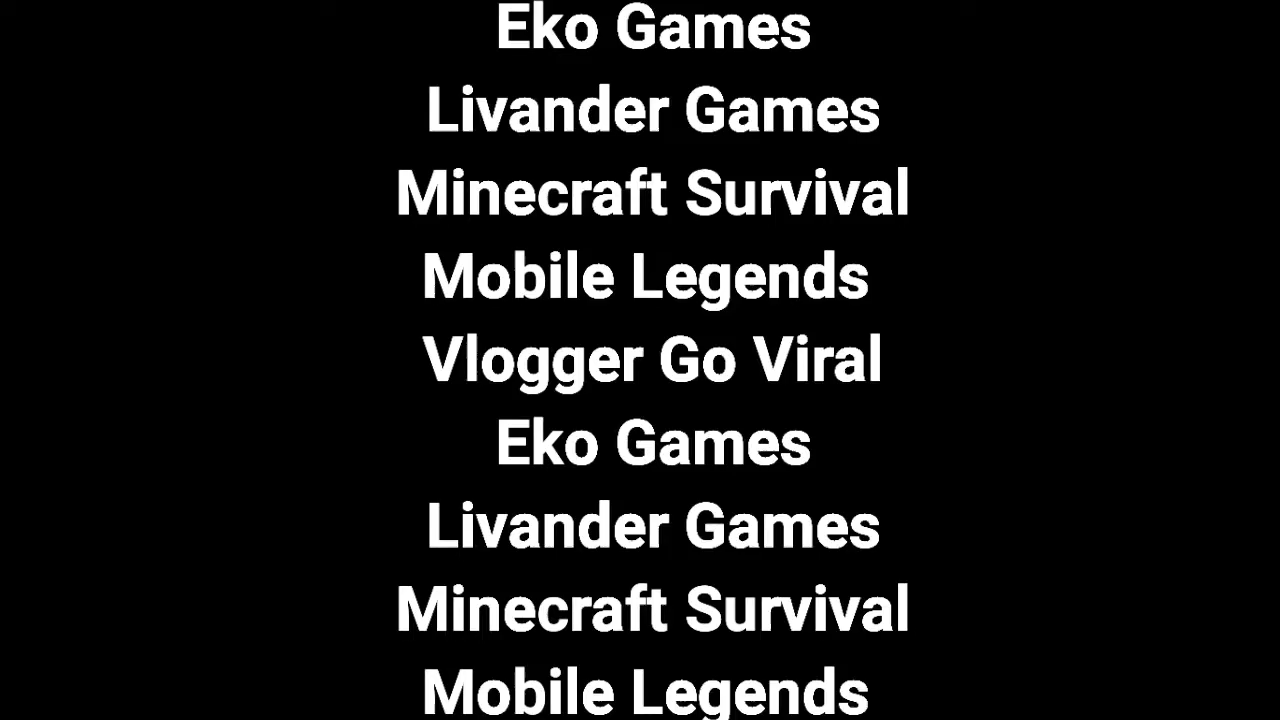 Eko Games
Livander Games
Minecraft Survival
Mobile Legends
Vlogger Go Viral
Eko Games
Livander Games
Minecraft Survival
Mobile Legends